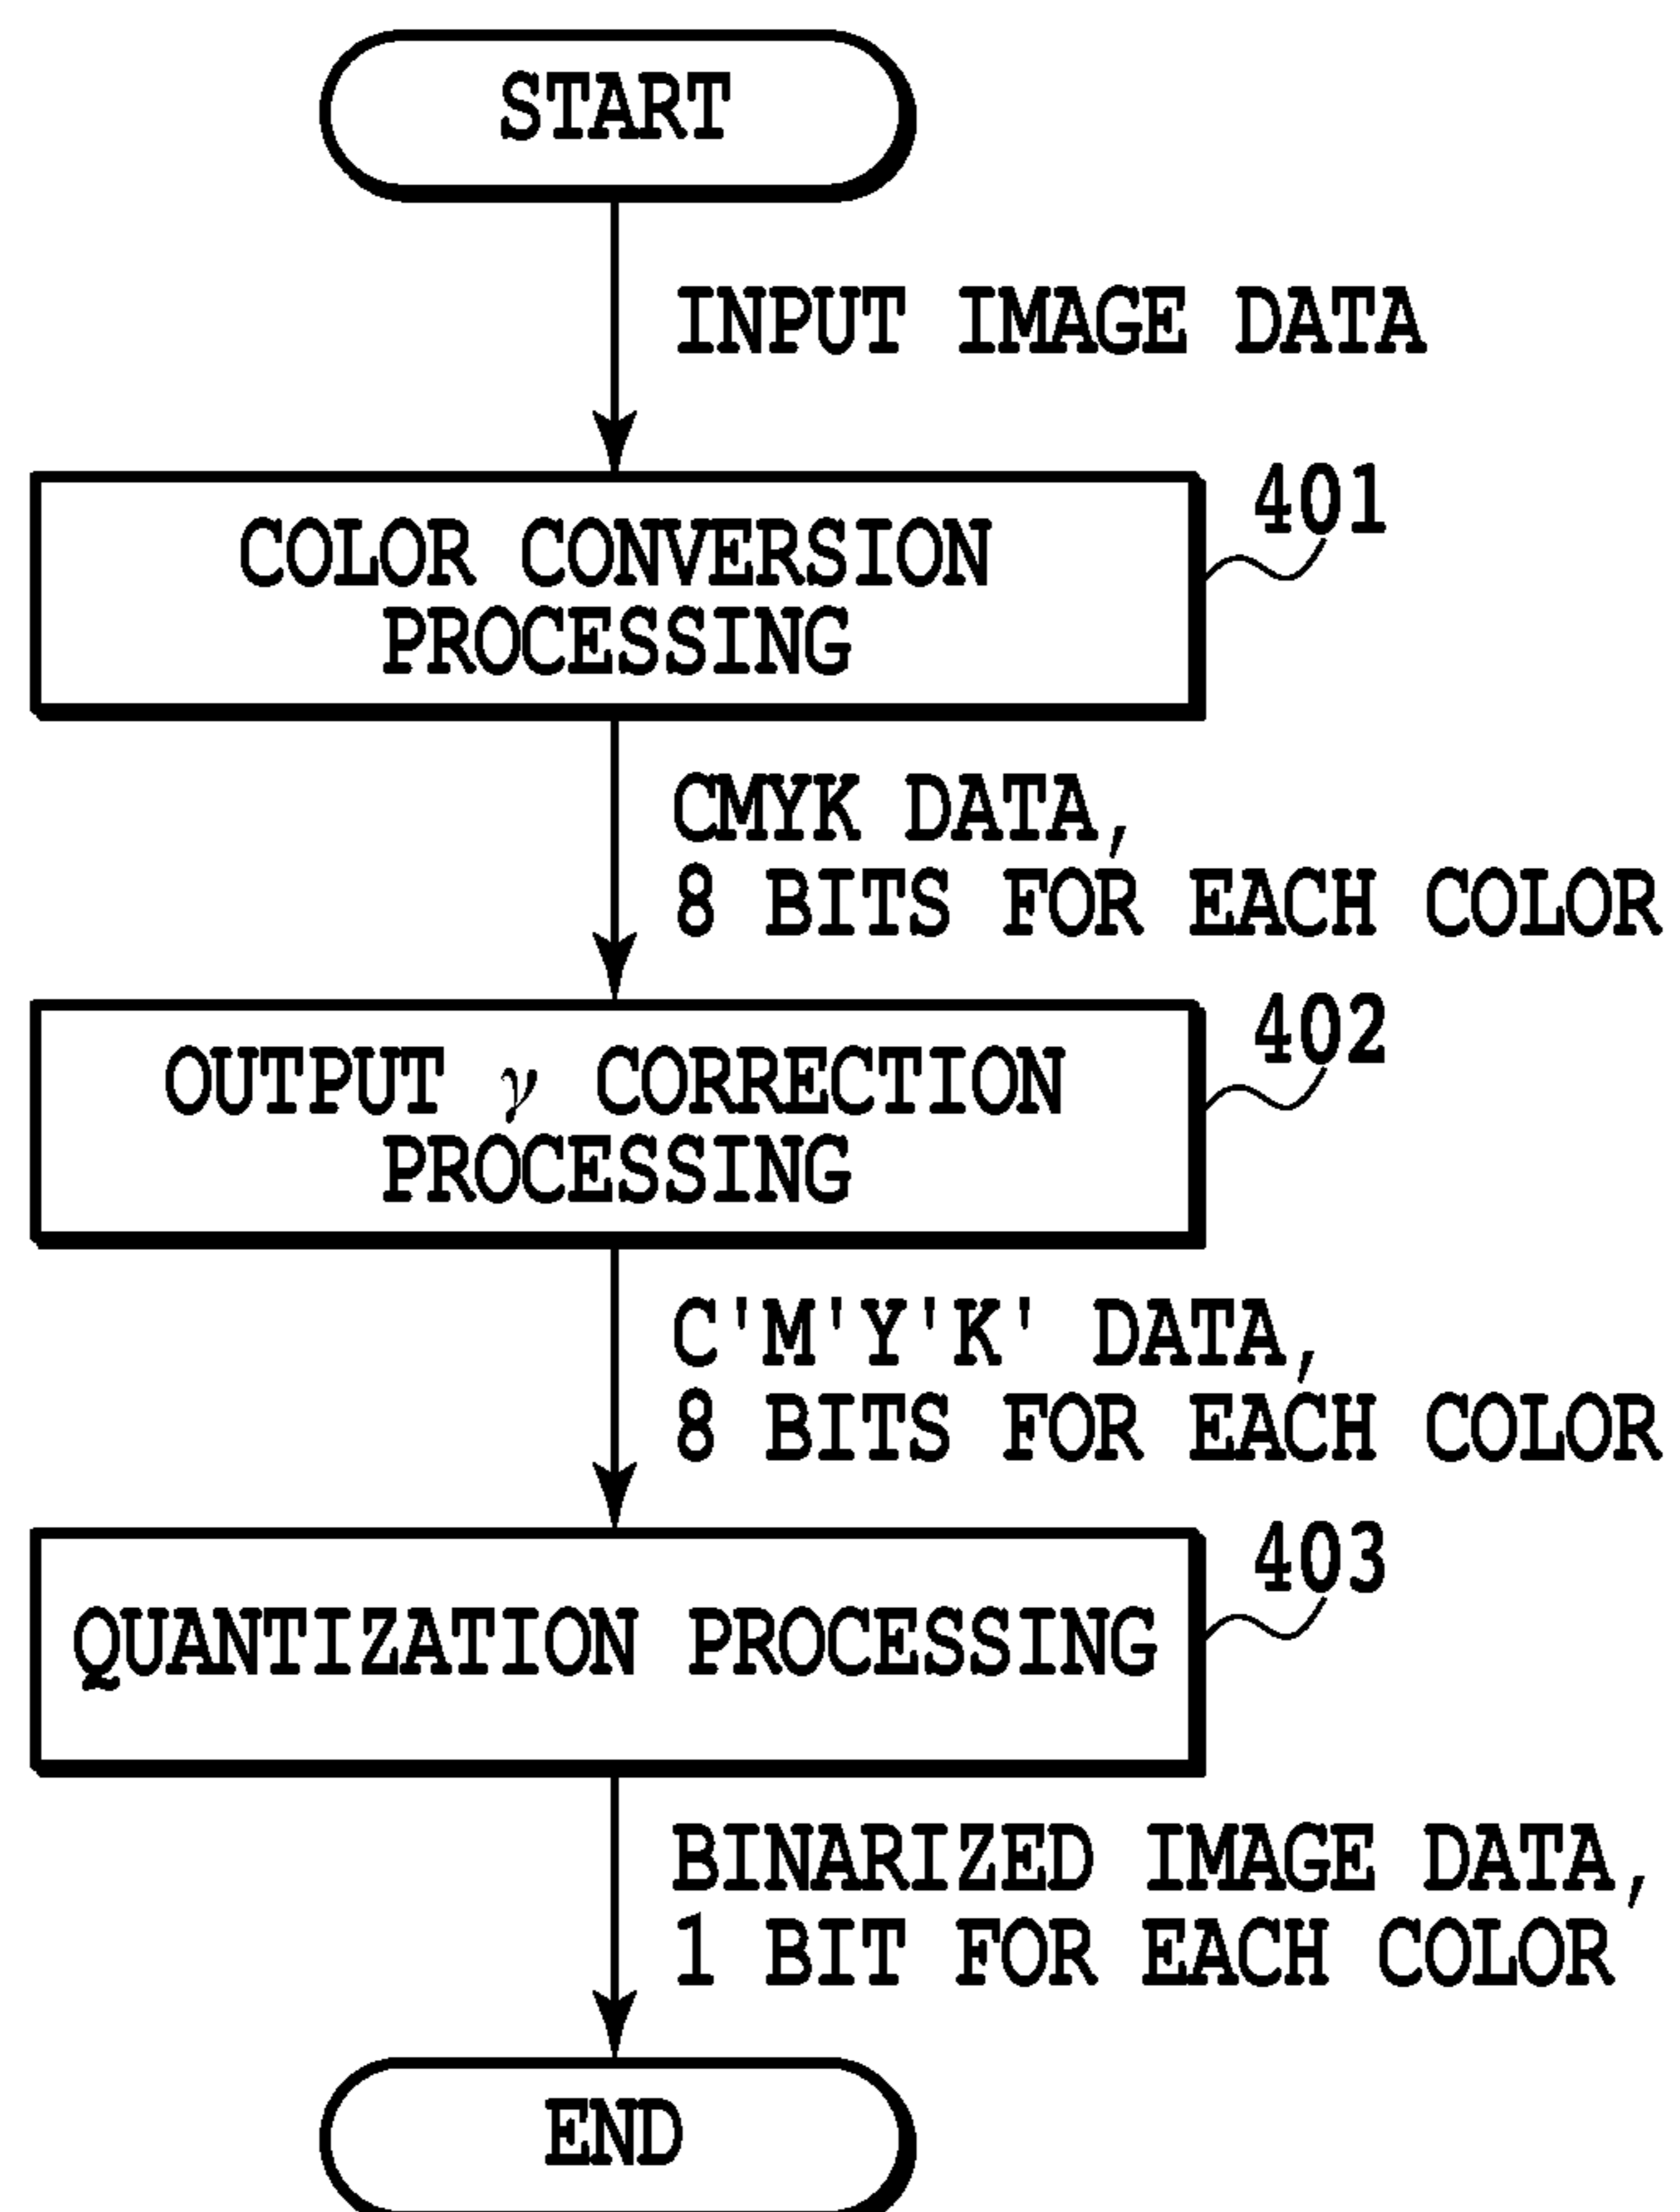 START
INPUT IMAGE DATA
COLOR CONVERSION
PROCESSING
401
CMYK DATA,
8 BITS FOR EACH COLOR
OUTPUT γ CORRECTION
PROCESSING
402
C'M'Y'K' DATA,
8 BITS FOR EACH COLOR
QUANTIZATION PROCESSING
403
BINARIZED IMAGE DATA,
1 BIT FOR EACH COLOR
END